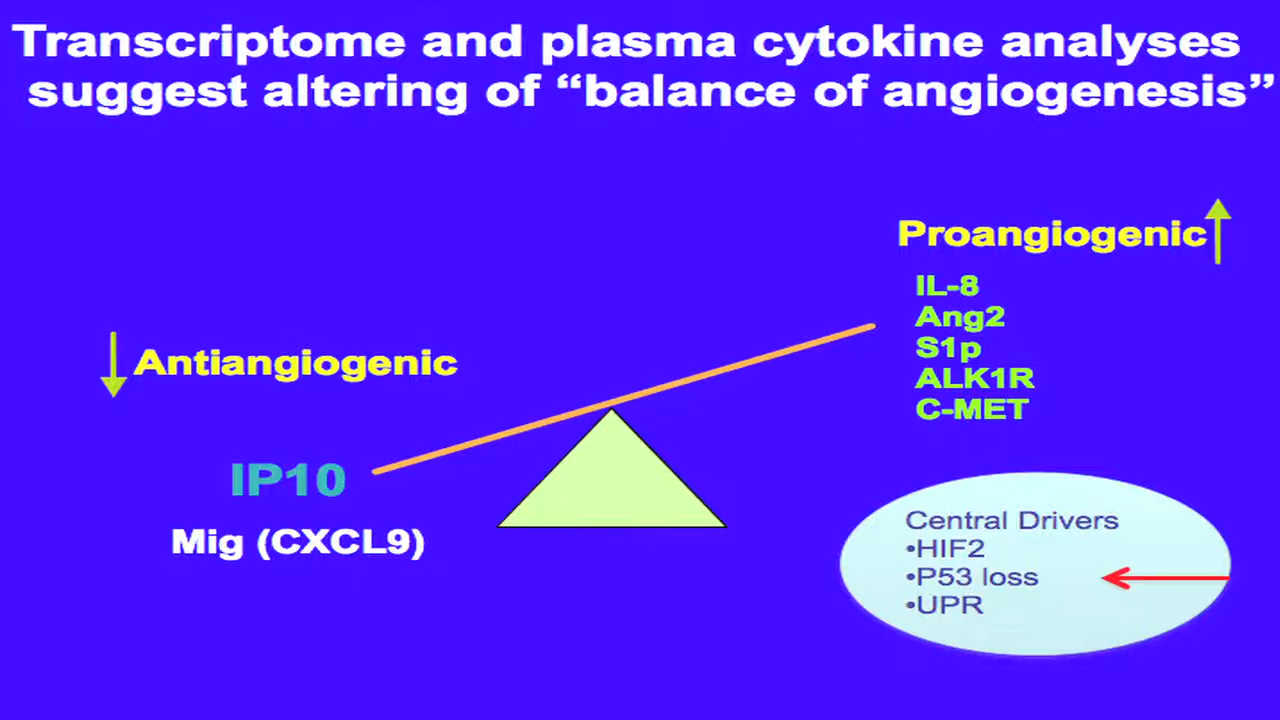 Transcriptome and plasma cytokine analyses
suggest altering of “balance of angiogenesis”
Proangiogenic
IL-8
Ang2
S1p
ALK1R
C-MET
Antiangiogenic
IP10
Mig (CXCL9)
Central Drivers
•HIF2
•P53 loss
•UPR